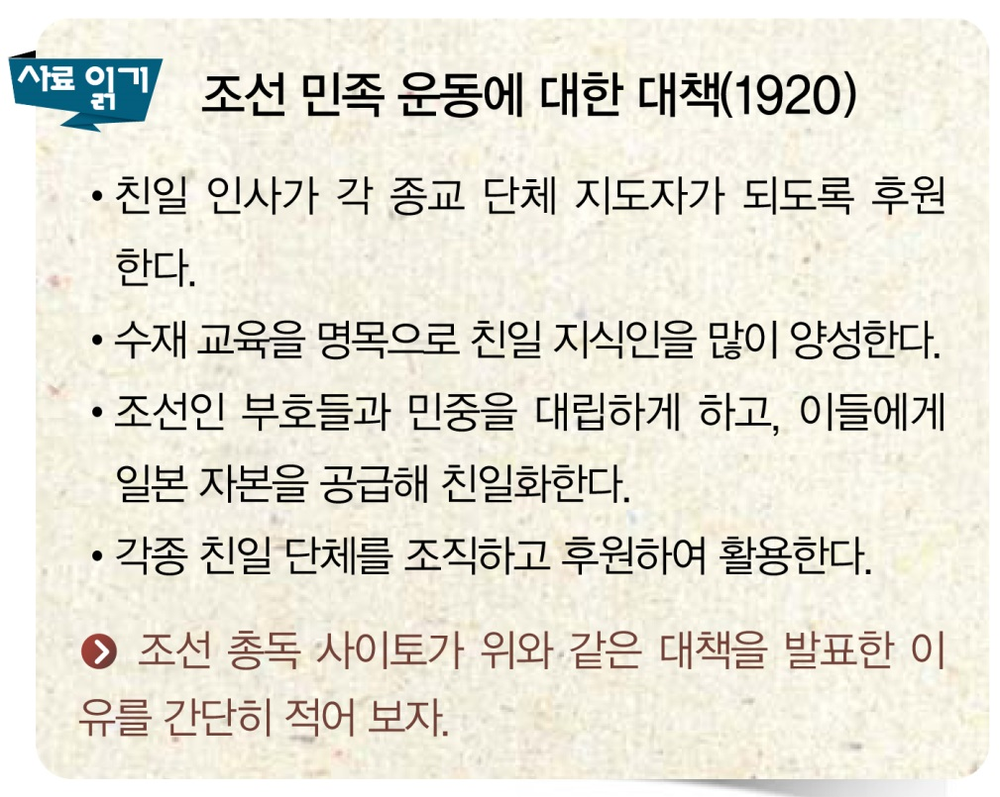 사료 읽기
조선 민족 운동에 대한 대책(1920)
• 친일 인사가 각 종교 단체 지도자가 되도록 후원
한다.
• 수재 교육을 명목으로 친일 지식인을 많이 양성한다.
• 조선인 부호들과 민중을 대립하게 하고, 이들에게
일본 자본을 공급해 친일화한다.
• 각종 친일 단체를 조직하고 후원하여 활용한다.
조선 총독 사이토가 위와 같은 대책을 발표한 이
유를 간단히 적어 보자.